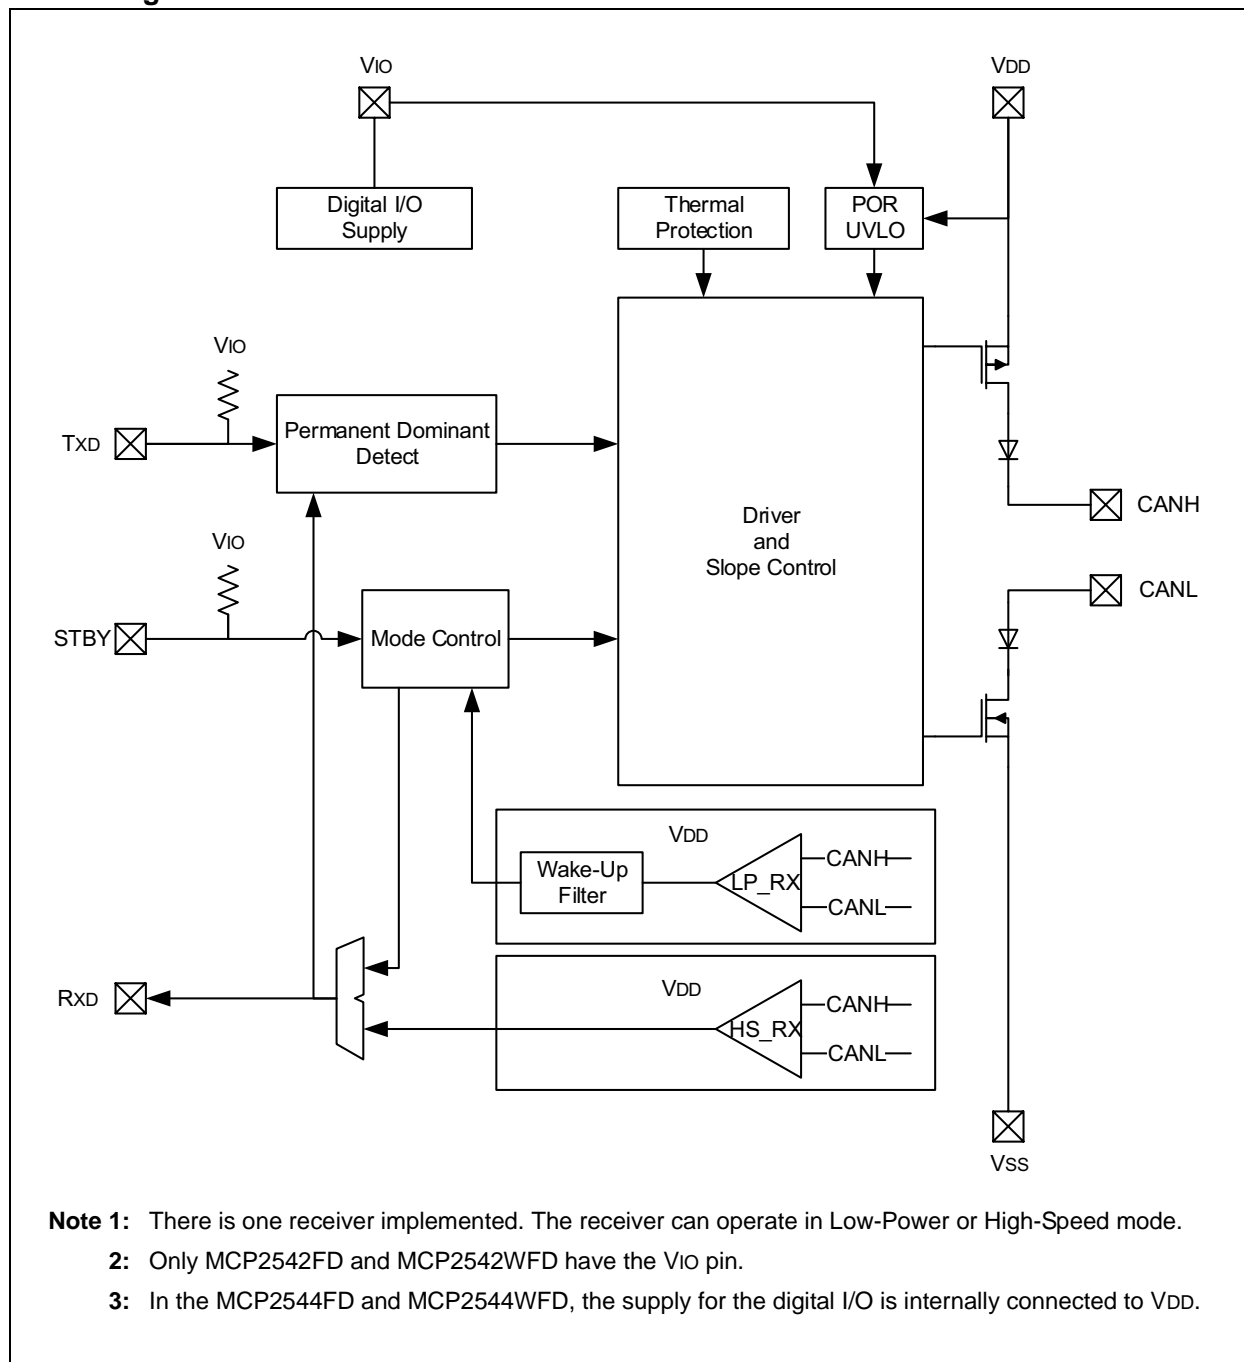 VIO
VDD
Digital I/O
Supply
Thermal
Protection
POR
UVLO
VIO
TXD
Permanent Dominant
Detect
CANH
Driver
and
Slope Control
VIO
CANL
STBY
Mode Control
VDD
Wake-Up
Filter
LP_RX
CANH
CANL
RXD
VDD
HS_RX
CANH
CANL
VSS
Note 1: There is one receiver implemented. The receiver can operate in Low-Power or High-Speed mode.
2: Only MCP2542FD and MCP2542WFD have the VIO pin.
3: In the MCP2544FD and MCP2544WFD, the supply for the digital I/O is internally connected to VDD.